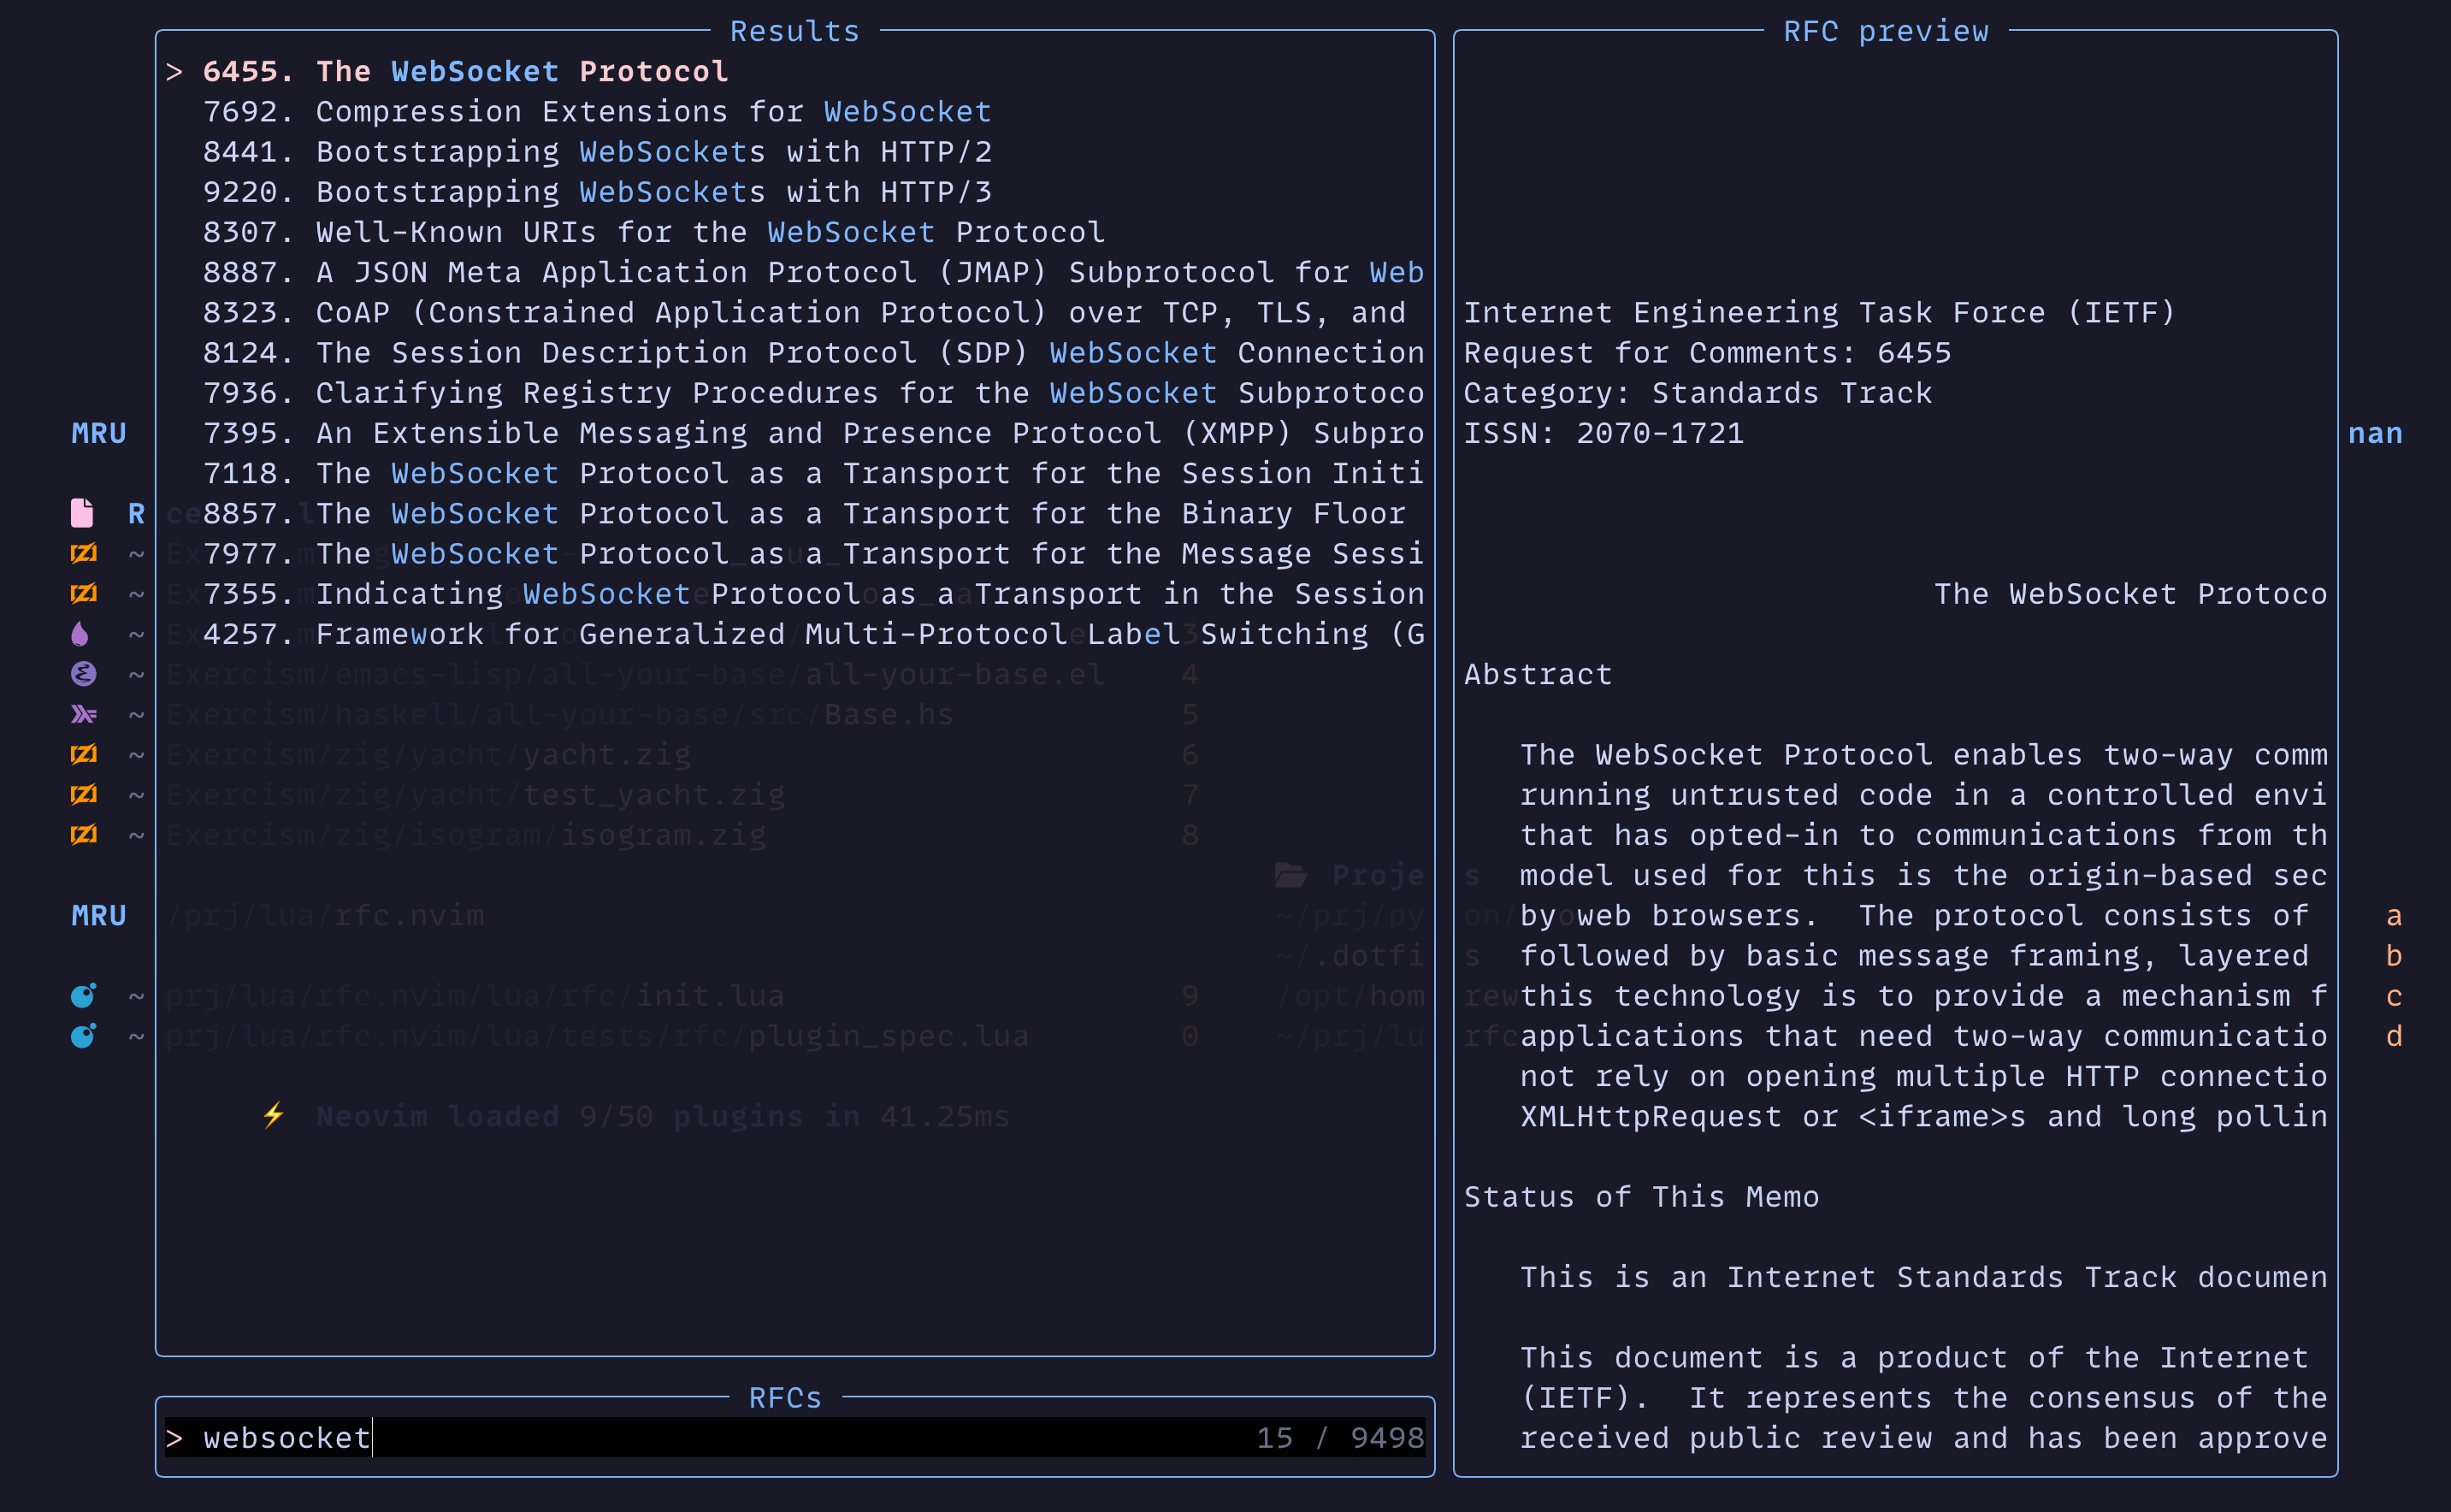 Results
> 6455. The WebSocket Protocol
7692. Compression Extensions for WebSocket
8441. Bootstrapping WebSockets with HTTP/2
9220. Bootstrapping WebSockets with HTTP/3
8307. Well-Known URIs for the WebSocket Protocol
8887. A JSON Meta Application Protocol (JMAP) Subprotocol for Web
8323. CoAP (Constrained Application Protocol) over TCP, TLS, and
8124. The Session Description Protocol (SDP) WebSocket Connection
7936. Clarifying Registry Procedures for the WebSocket Subprotoco
7395. An Extensible Messaging and Presence Protocol (XMPP) Subpro
7118. The WebSocket Protocol as a Transport for the Session Initi
8857. The WebSocket Protocol as a Transport for the Binary Floor
7977. The WebSocket Protocol as a Transport for the Message Sessi
7355. Indicating WebSocket Protocol as a Transport in the Session
4257. Framework for Generalized Multi-Protocol Label Switching (G
MRU
R
~
~
~
~ Exercism/emacs-lisp/all-your-base/all-your-base.el 4
~ Exercism/haskell/all-your-base/src/Base.hs 5
~ Exercism/zig/yacht/yacht.zig 6
~ Exercism/zig/yacht/test_yacht.zig 7
~ Exercism/zig/isogram/isogram.zig 8
Proje s
MRU /prj/lua/rfc.nvim ~/prj/py
~/.dotfi s
~ prj/lua/rfc.nvim/lua/rfc/init.lua 9 /opt/hom rew
~ prj/lua/rfc.nvim/lua/tests/rfc/plugin_spec.lua 0 ~/prj/lu rfc
⚡ Neovim loaded 9/50 plugins in 41.25ms
RFCs
> websocket 15 / 9498
RFC preview
Internet Engineering Task Force (IETF)
Request for Comments: 6455
Category: Standards Track
ISSN: 2070-1721
The WebSocket Protoco
Abstract
The WebSocket Protocol enables two-way comm
running untrusted code in a controlled envi
that has opted-in to communications from th
model used for this is the origin-based sec
by web browsers.  The protocol consists of
followed by basic message framing, layered
this technology is to provide a mechanism f
applications that need two-way communicatio
not rely on opening multiple HTTP connectio
XMLHttpRequest or <iframe>s and long pollin
Status of This Memo
This is an Internet Standards Track documen
This document is a product of the Internet
(IETF).  It represents the consensus of the
received public review and has been approve
nan
a
b
c
d